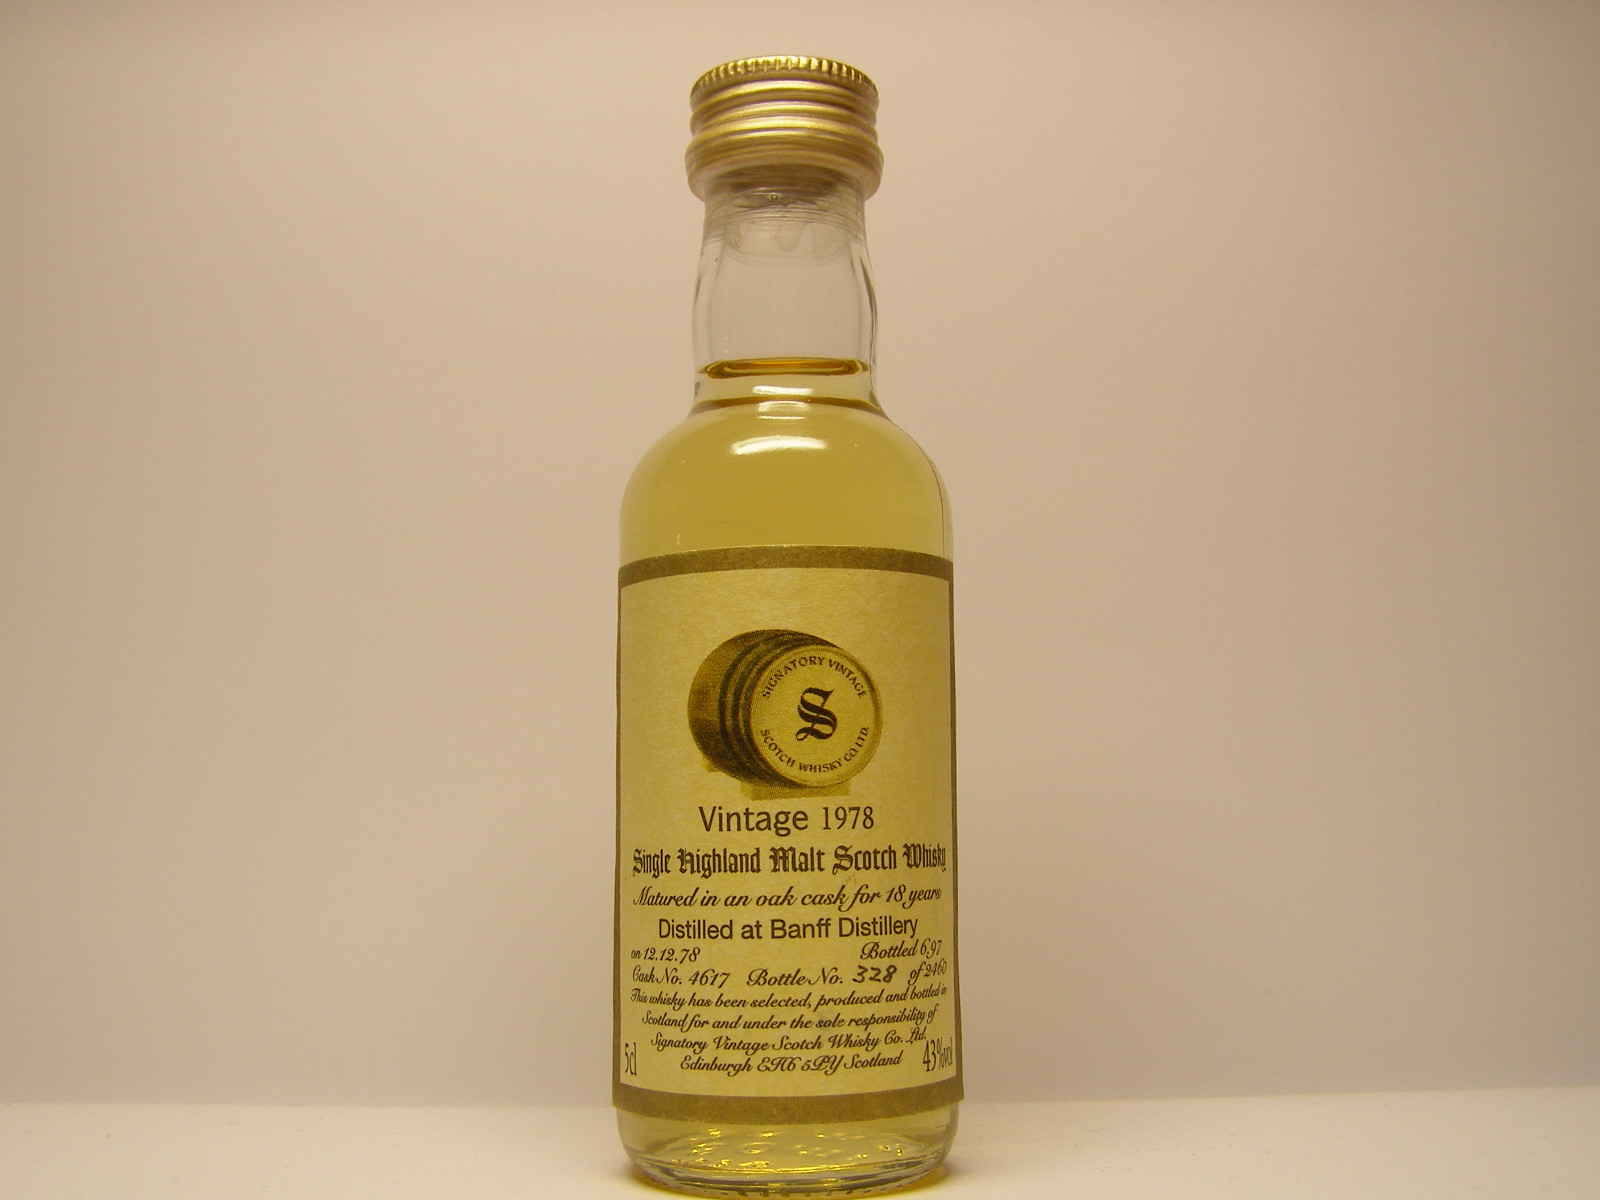 SIGNATORY VINTAGE
S
SCOTCH WHISKY CO. LTD.
Vintage 1978
Single Highland Malt Scotch Whisky
Matured in an oak cask for 18 years
Distilled at Banff Distillery
on 12.12.78 Bottled 6,97
Cask No. 4617 Bottle No. 328 of 2460
This whisky has been selected, produced and bottled in
Scotland for and under the sole responsibility of
Signatory Vintage Scotch Whisky Co. Ltd.
Edinburgh EH6 5PY Scotland
5cl 43%vol